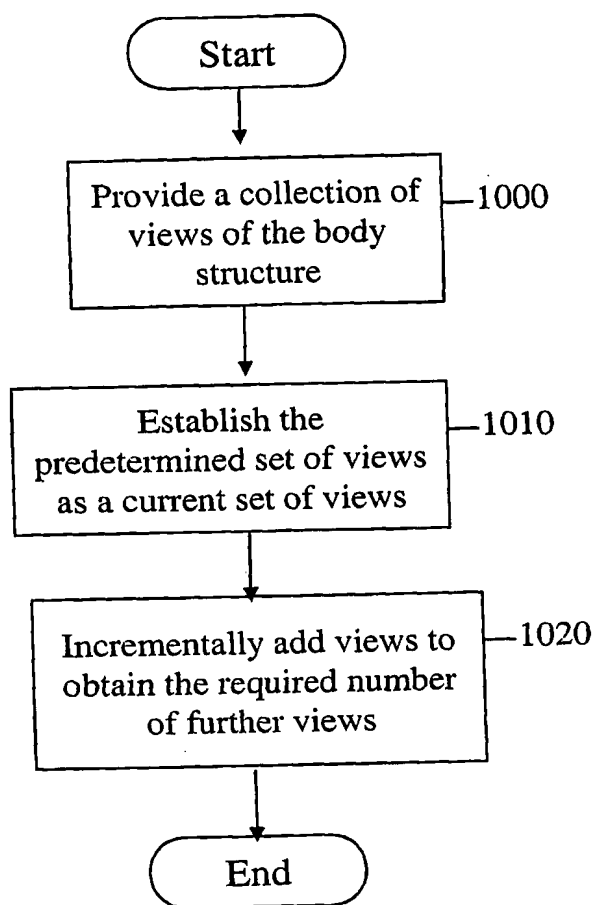 Start
Provide a collection of
views of the body
structure
1000
Establish the
predetermined set of views
as a current set of views
1010
Incrementally add views to
obtain the required number
of further views
1020
End